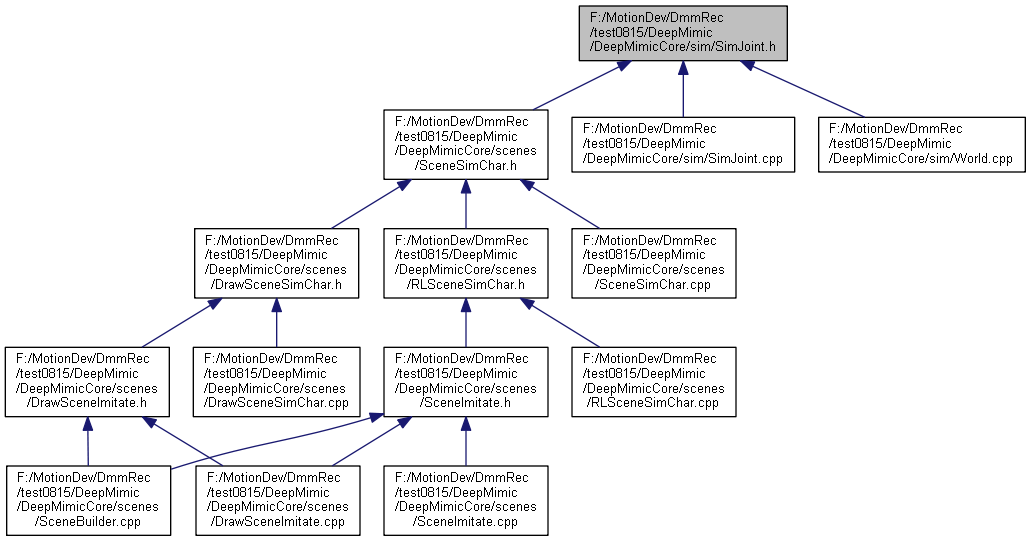 F:/MotionDev/DmmRec
/test0815/DeepMimic
/DeepMimicCore/sim/SimJoint.h
F:/MotionDev/DmmRec
/test0815/DeepMimic
/DeepMimicCore/scenes
/SceneSimChar.h
F:/MotionDev/DmmRec
/test0815/DeepMimic
/DeepMimicCore/sim/SimJoint.cpp
F:/MotionDev/DmmRec
/test0815/DeepMimic
/DeepMimicCore/sim/World.cpp
F:/MotionDev/DmmRec
/test0815/DeepMimic
/DeepMimicCore/scenes
/DrawSceneSimChar.h
F:/MotionDev/DmmRec
/test0815/DeepMimic
/DeepMimicCore/scenes
/RLSceneSimChar.h
F:/MotionDev/DmmRec
/test0815/DeepMimic
/DeepMimicCore/scenes
/SceneSimChar.cpp
F:/MotionDev/DmmRec
/test0815/DeepMimic
/DeepMimicCore/scenes
/DrawSceneImitate.h
F:/MotionDev/DmmRec
/test0815/DeepMimic
/DeepMimicCore/scenes
/DrawSceneSimChar.cpp
F:/MotionDev/DmmRec
/test0815/DeepMimic
/DeepMimicCore/scenes
/SceneImitate.h
F:/MotionDev/DmmRec
/test0815/DeepMimic
/DeepMimicCore/scenes
/RLSceneSimChar.cpp
F:/MotionDev/DmmRec
/test0815/DeepMimic
/DeepMimicCore/scenes
/SceneBuilder.cpp
F:/MotionDev/DmmRec
/test0815/DeepMimic
/DeepMimicCore/scenes
/DrawSceneImitate.cpp
F:/MotionDev/DmmRec
/test0815/DeepMimic
/DeepMimicCore/scenes
/SceneImitate.cpp